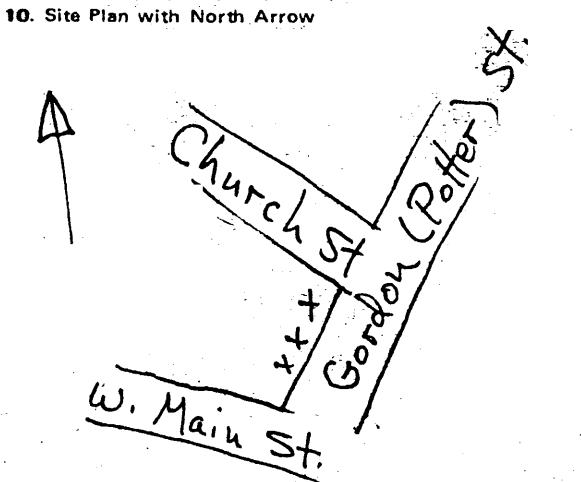 10. Site Plan with North Arrow
Church St
Gordon (Potter) St.
x x x
W. Main St.